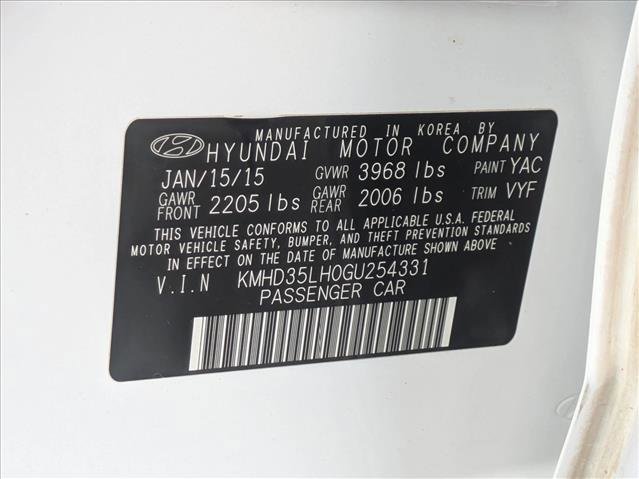 MANUFACTURED IN KOREA BY
HYUNDAI MOTOR COMPANY
JAN/15/15 GVWR 3968 lbs PAINT YAC
GAWR FRONT 2205 lbs GAWR REAR 2006 lbs TRIM VYF
THIS VEHICLE CONFORMS TO ALL APPLICABLE U.S.A. FEDERAL
MOTOR VEHICLE SAFETY, BUMPER, AND THEFT PREVENTION STANDARDS
IN EFFECT ON THE DATE OF MANUFACTURE SHOWN ABOVE
V.I.N KMHD35LH0GU254331
PASSENGER CAR